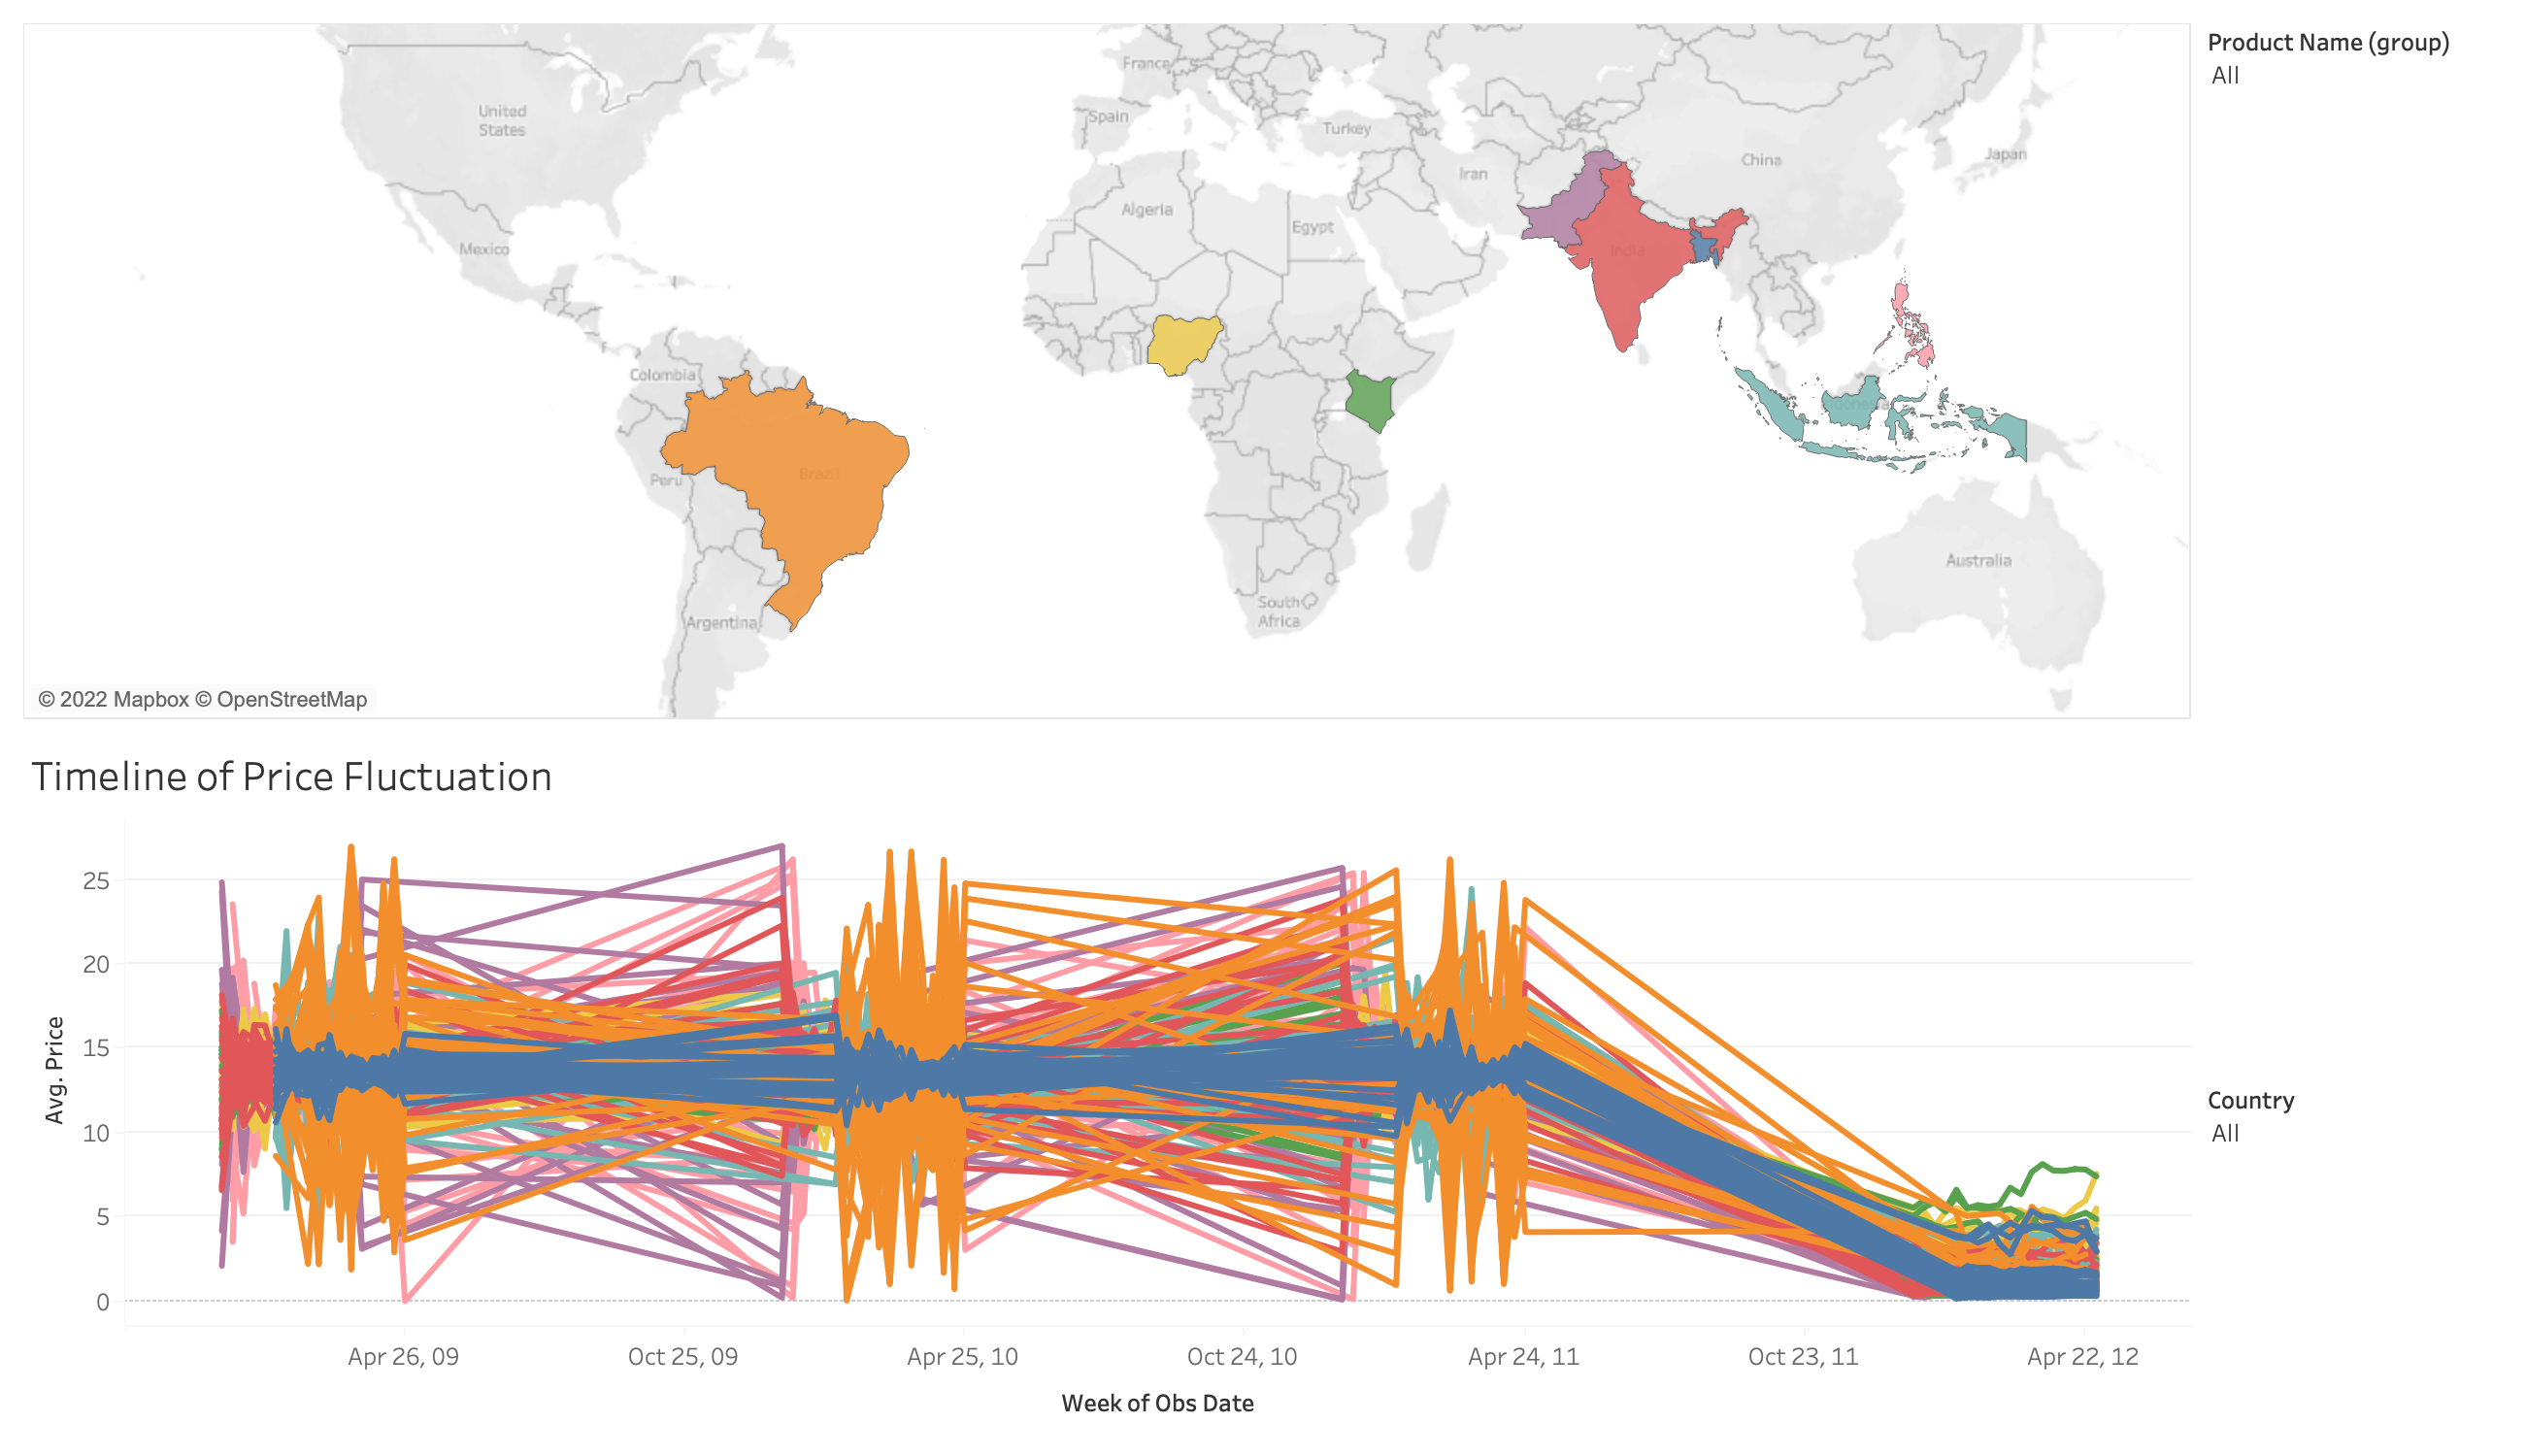 Product Name (group)
All
France
Spain
Turkey
United
States
Iran
China
Japan
Algeria
Egypt
Mexico
India
Colombia
Brazil
Peru
Australia
South
Africa
Argentina
© 2022 Mapbox © OpenStreetMap
Timeline of Price Fluctuation
25
20
15
10
5
0
Avg. Price
Apr 26, 09
Oct 25, 09
Apr 25, 10
Oct 24, 10
Apr 24, 11
Oct 23, 11
Apr 22, 12
Week of Obs Date
Country
All